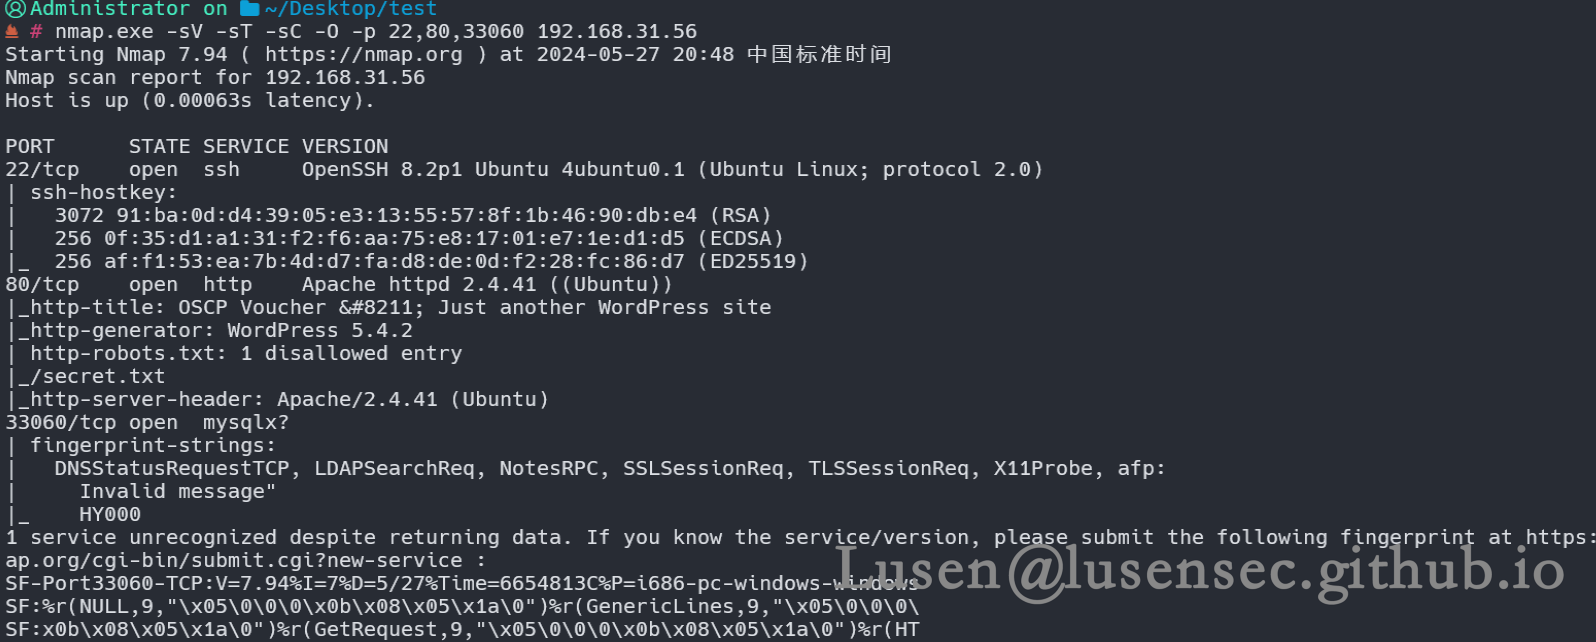 Administrator on ~/Desktop/test
# nmap.exe -sV -sT -sC -O -p 22,80,33060 192.168.31.56
Starting Nmap 7.94 ( https://nmap.org ) at 2024-05-27 20:48 中国标准时间
Nmap scan report for 192.168.31.56
Host is up (0.00063s latency).
PORT      STATE SERVICE VERSION
22/tcp    open  ssh     OpenSSH 8.2p1 Ubuntu 4ubuntu0.1 (Ubuntu Linux; protocol 2.0)
| ssh-hostkey:
|   3072 91:ba:0d:d4:39:05:e3:13:55:57:8f:1b:46:90:db:e4 (RSA)
|   256 0f:35:d1:a1:31:f2:f6:aa:75:e8:17:01:e7:1e:d1:d5 (ECDSA)
|_  256 af:f1:53:ea:7b:4d:d7:fa:d8:de:0d:f2:28:fc:86:d7 (ED25519)
80/tcp    open  http    Apache httpd 2.4.41 ((Ubuntu))
|_http-title: OSCP Voucher &#8211; Just another WordPress site
|_http-generator: WordPress 5.4.2
| http-robots.txt: 1 disallowed entry
|_/secret.txt
|_http-server-header: Apache/2.4.41 (Ubuntu)
33060/tcp open  mysqlx?
| fingerprint-strings:
|   DNSStatusRequestTCP, LDAPSearchReq, NotesRPC, SSLSessionReq, TLSSessionReq, X11Probe, afp:
|     Invalid message"
|_    HY000
1 service unrecognized despite returning data. If you know the service/version, please submit the following fingerprint at https:
ap.org/cgi-bin/submit.cgi?new-service :
SF-Port33060-TCP:V=7.94%I=7%D=5/27%Time=6654813C%P=i686-pc-windows-windows
SF:%r(NULL,9,"\x05\0\0\0\x0b\x08\x05\x1a\0")%r(GenericLines,9,"\x05\0\0\0\
SF:x0b\x08\x05\x1a\0")%r(GetRequest,9,"\x05\0\0\0\x0b\x08\x05\x1a\0")%r(HT
Lusen@lusensec.github.io